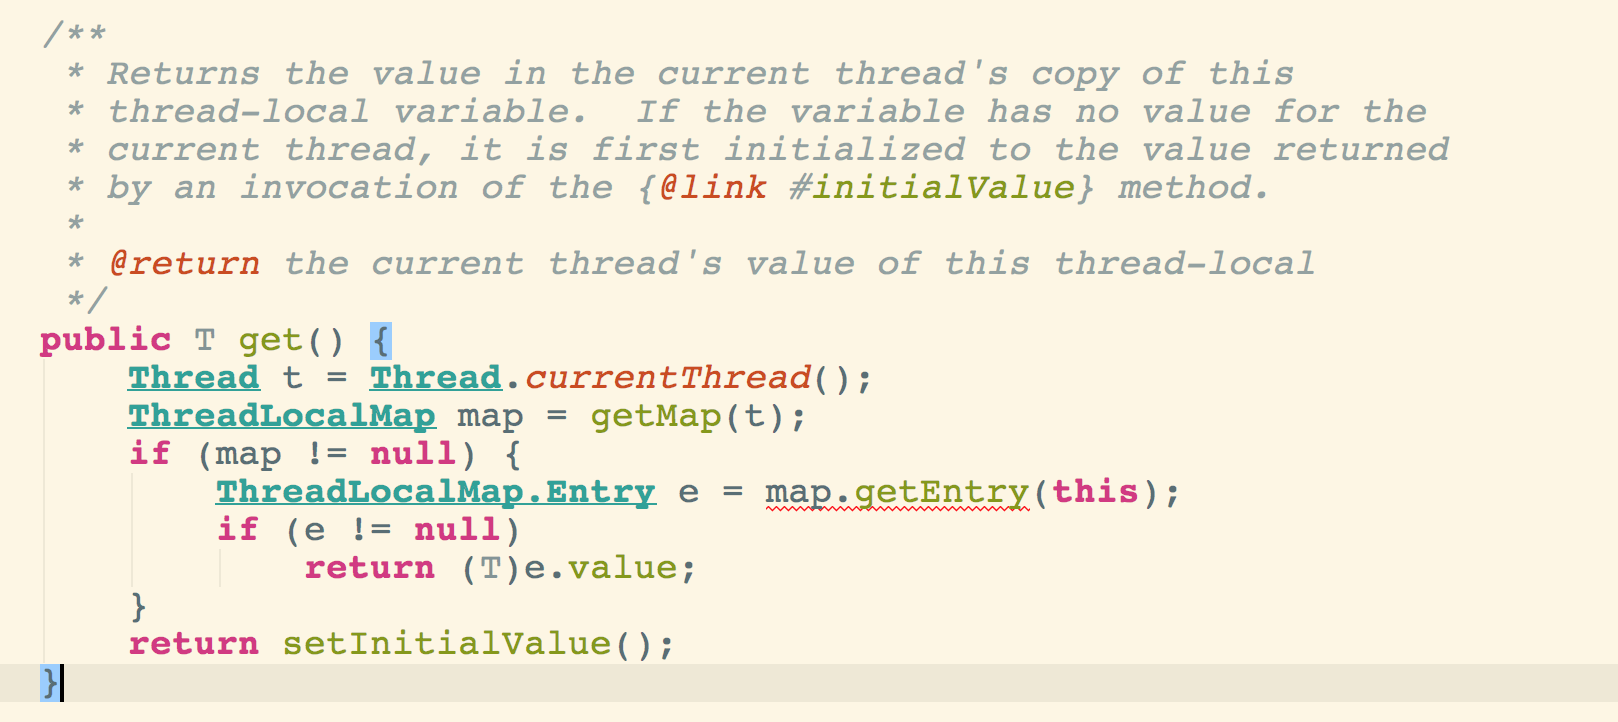 /**
 * Returns the value in the current thread's copy of this
 * thread-local variable.  If the variable has no value for the
 * current thread, it is first initialized to the value returned
 * by an invocation of the {@link #initialValue} method.
 *
 * @return the current thread's value of this thread-local
 */
public T get() {
    Thread t = Thread.currentThread();
    ThreadLocalMap map = getMap(t);
    if (map != null) {
        ThreadLocalMap.Entry e = map.getEntry(this);
        if (e != null)
            return (T)e.value;
    }
    return setInitialValue();
}